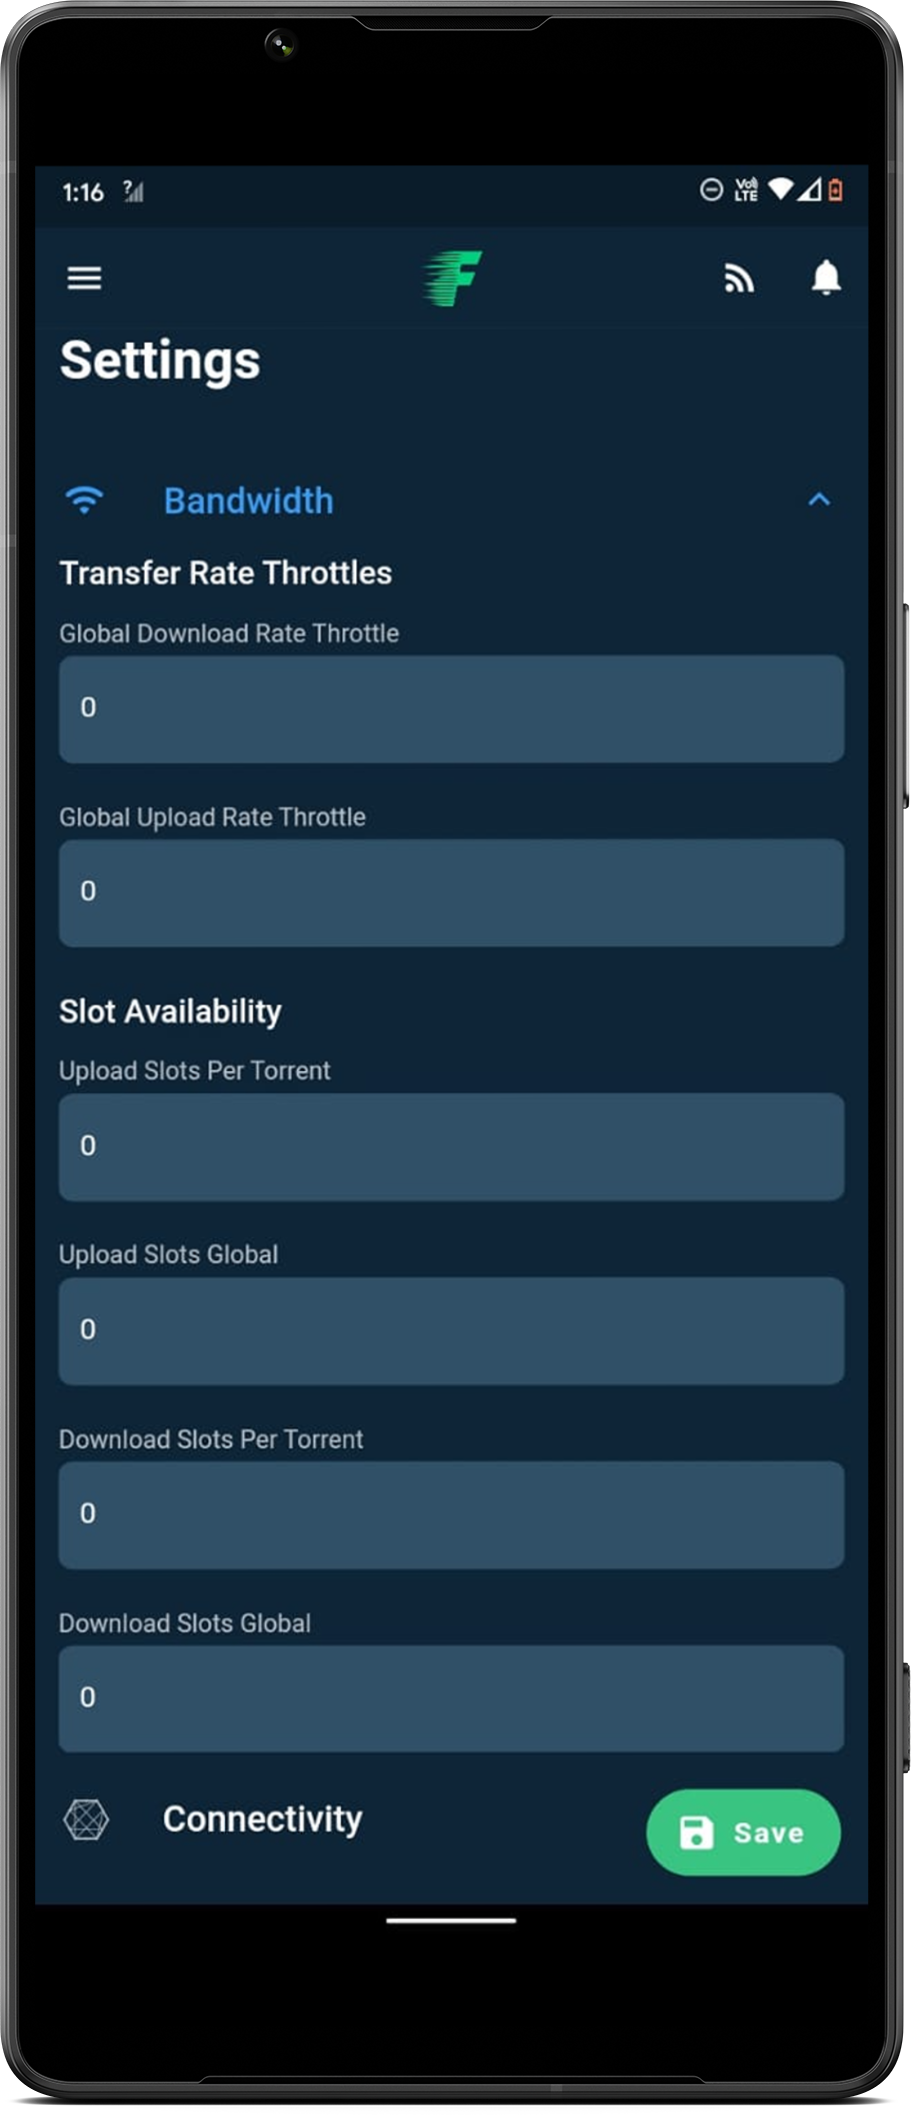 1:16
?
Vo)) LTE
F
Settings
Bandwidth
Transfer Rate Throttles
Global Download Rate Throttle
0
Global Upload Rate Throttle
0
Slot Availability
Upload Slots Per Torrent
0
Upload Slots Global
0
Download Slots Per Torrent
0
Download Slots Global
0
Connectivity
Save